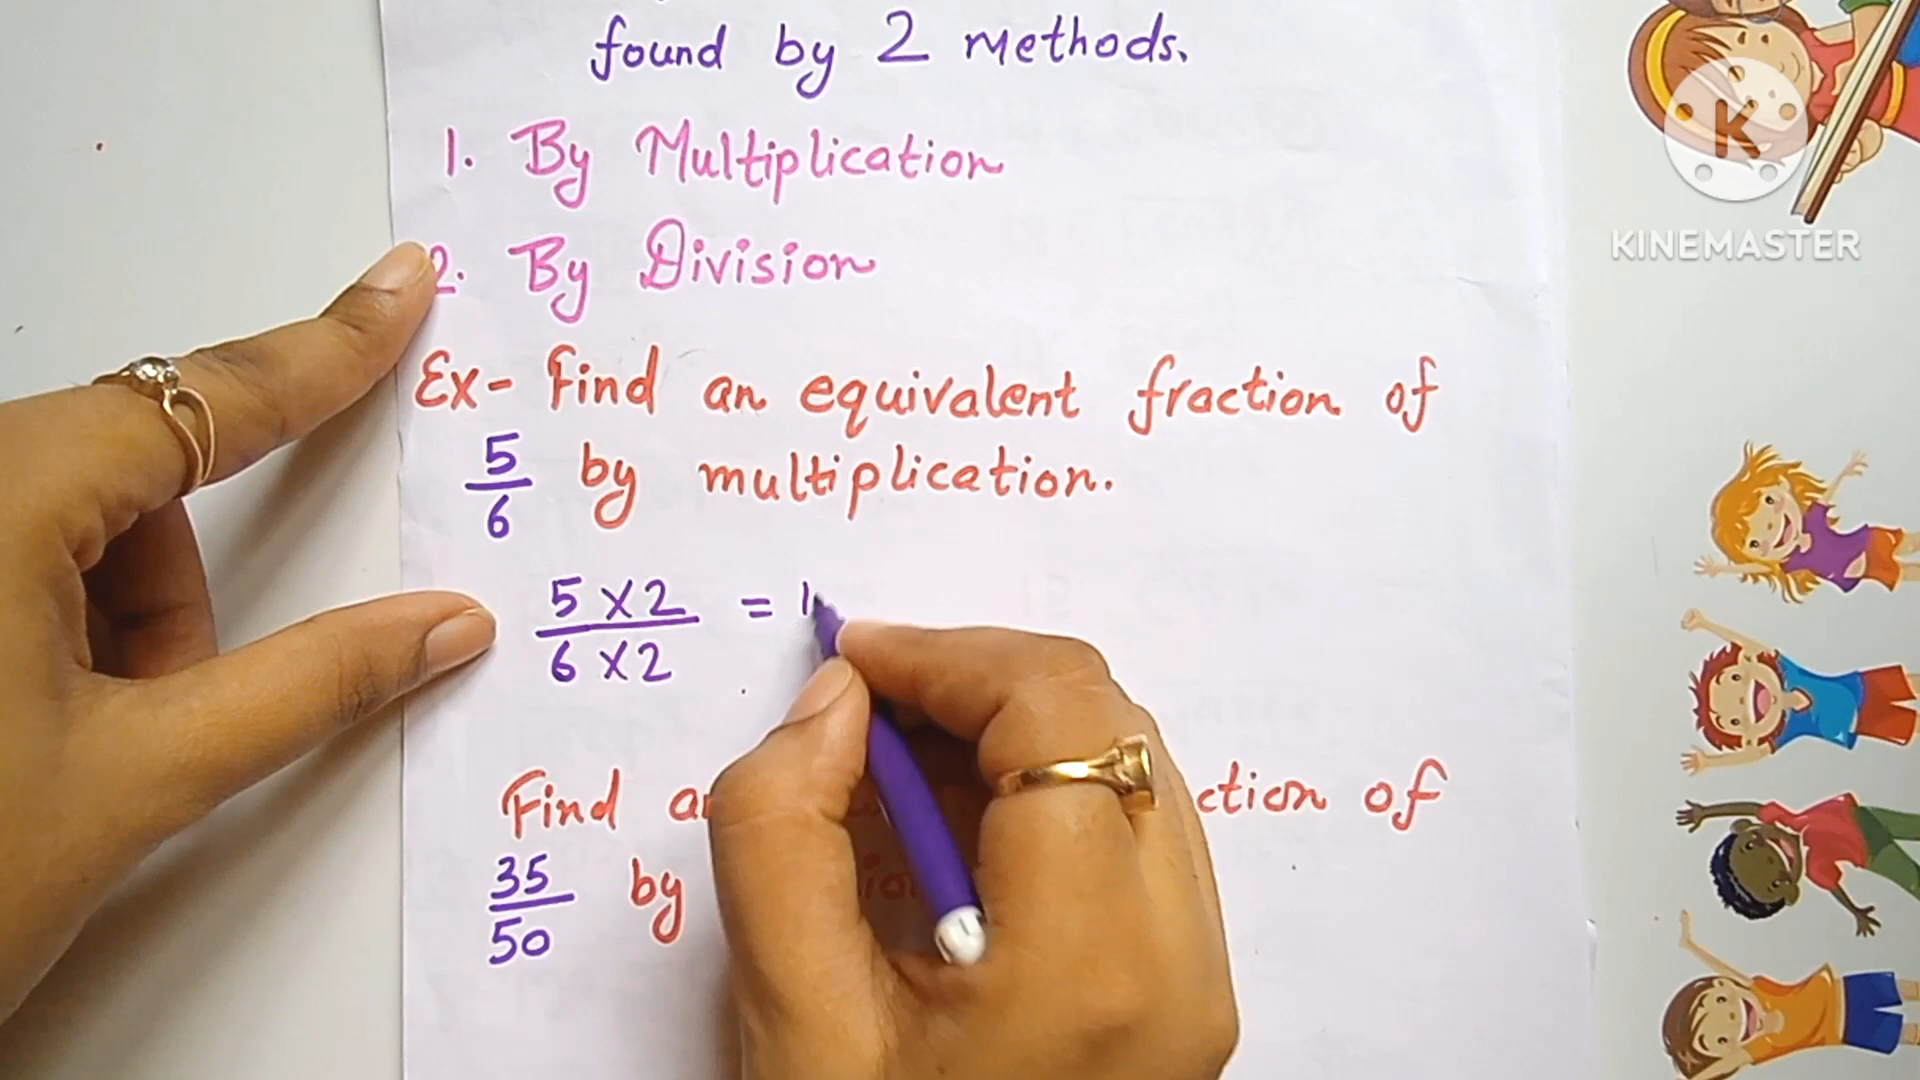 found by 2 methods.
1. By Multiplication
2. By Division
Ex- Find an equivalent fraction of
5/6 by multiplication.
5 X 2 / 6 X 2 = 1
Find ction of
35/50 by
K
KINEMASTER